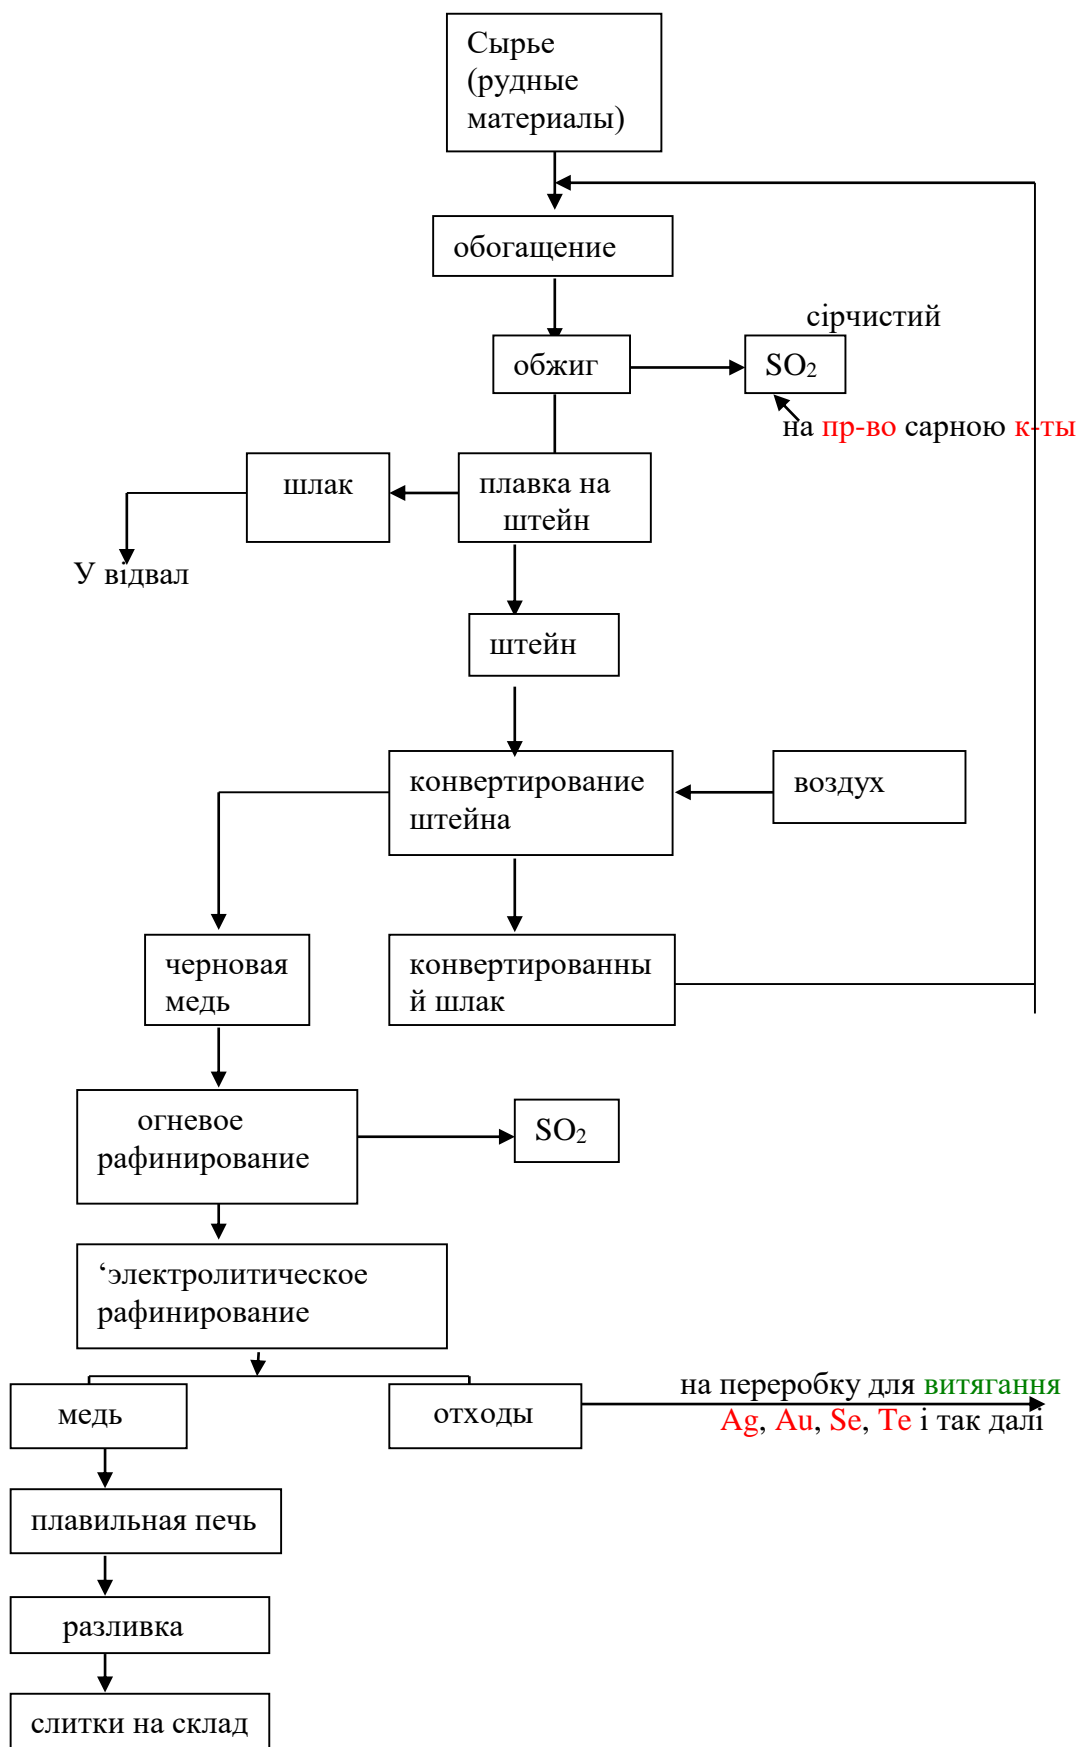 Сырье
(рудные
материалы)
обогащение
сірчистий
обжиг
SO₂
на пр-во сарною к-ты
шлак
плавка на
штейн
У відвал
штейн
конвертирование
штейна
воздух
черновая
медь
конвертированны
й шлак
огневое
рафинирование
SO₂
‘электролитическое
рафинирование
медь
отходы
на переробку для витягання
Ag, Au, Se, Te і так далі
плавильная печь
разливка
слитки на склад